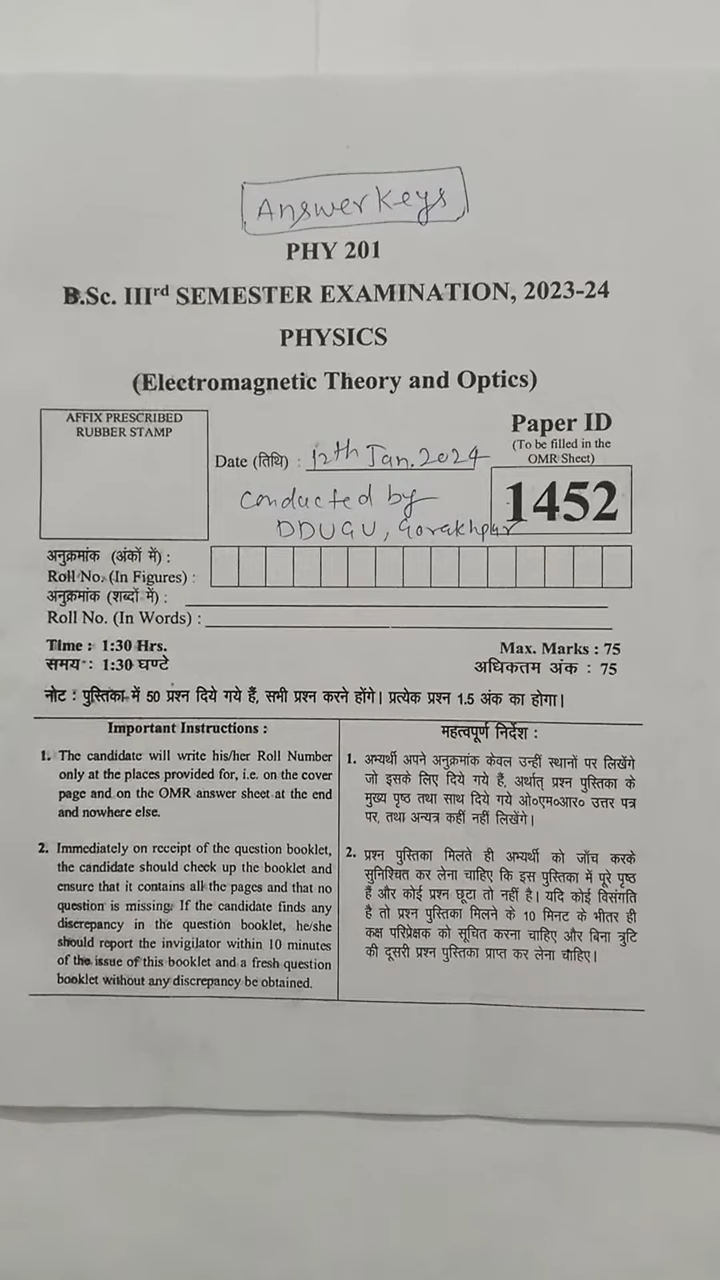 Answer Keys
PHY 201
B.Sc. IIIrd SEMESTER EXAMINATION, 2023-24
PHYSICS
(Electromagnetic Theory and Optics)
AFFIX PRESCRIBED
RUBBER STAMP
Paper ID
(To be filled in the
OMR Sheet)
Date (तिथि) : 12th Jan. 2024
1452
Conducted by
DDUGU, Gorakhpur
अनुक्रमांक (अंकों में) :
Roll No. (In Figures) :
अनुक्रमांक (शब्दों में) :
Roll No. (In Words) :
Time : 1:30 Hrs.
Max. Marks : 75
समय : 1:30 घण्टे
अधिकतम अंक : 75
नोट : पुस्तिका में 50 प्रश्न दिये गये हैं, सभी प्रश्न करने होंगे। प्रत्येक प्रश्न 1.5 अंक का होगा।
Important Instructions :
1. The candidate will write his/her Roll Number
only at the places provided for, i.e. on the cover
page and on the OMR answer sheet at the end
and nowhere else.
2. Immediately on receipt of the question booklet,
the candidate should check up the booklet and
ensure that it contains all the pages and that no
question is missing. If the candidate finds any
discrepancy in the question booklet, he/she
should report the invigilator within 10 minutes
of the issue of this booklet and a fresh question
booklet without any discrepancy be obtained.
महत्वपूर्ण निर्देश :
1. अभ्यर्थी अपने अनुक्रमांक केवल उन्हीं स्थानों पर लिखेंगे
जो इसके लिए दिये गये हैं, अर्थात् प्रश्न पुस्तिका के
मुख्य पृष्ठ तथा साथ दिये गये ओ०एम०आर० उत्तर पत्र
पर, तथा अन्यत्र कहीं नहीं लिखेंगे।
2. प्रश्न पुस्तिका मिलते ही अभ्यर्थी को जाँच करके
सुनिश्चित कर लेना चाहिए कि इस पुस्तिका में पूरे पृष्ठ
हैं और कोई प्रश्न छूटा तो नहीं है। यदि कोई विसंगति
है तो प्रश्न पुस्तिका मिलने के 10 मिनट के भीतर ही
कक्ष परिप्रेक्षक को सूचित करना चाहिए और बिना त्रुटि
की दूसरी प्रश्न पुस्तिका प्राप्त कर लेना चाहिए।